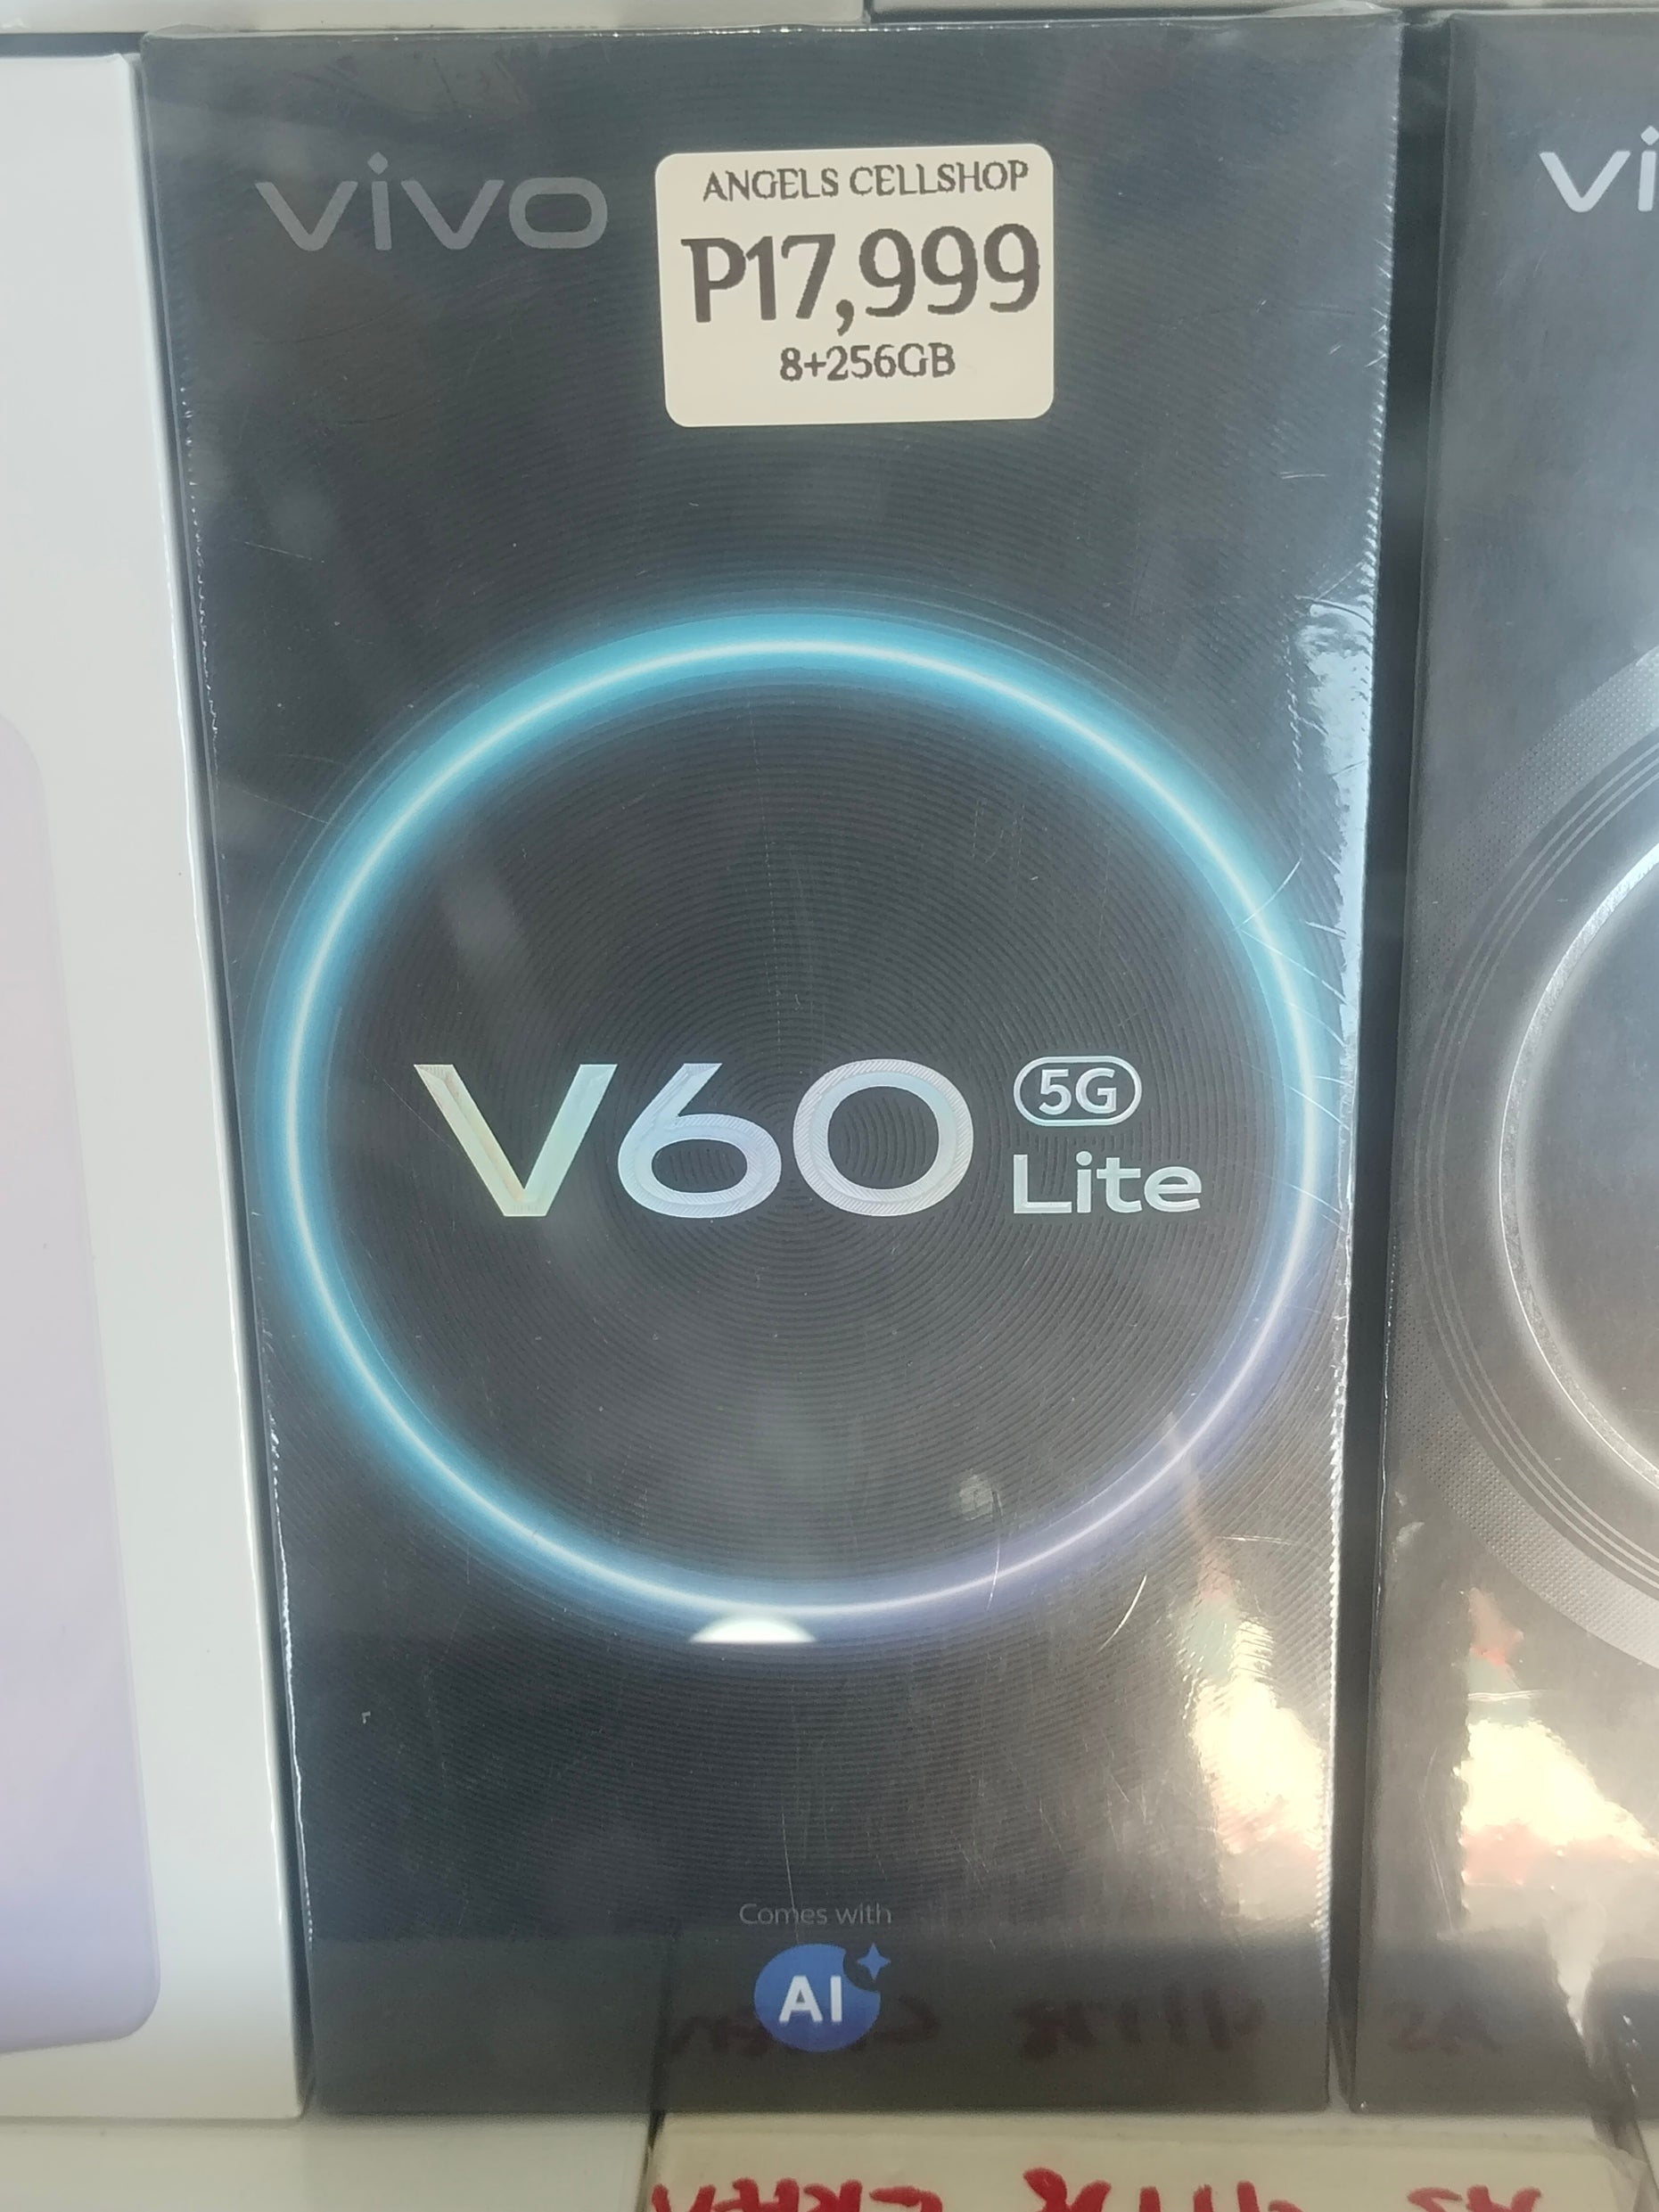 vivo
ANGELS CELLSHOP
P17,999
8+256GB
V60 5G
Lite
Comes with
AI